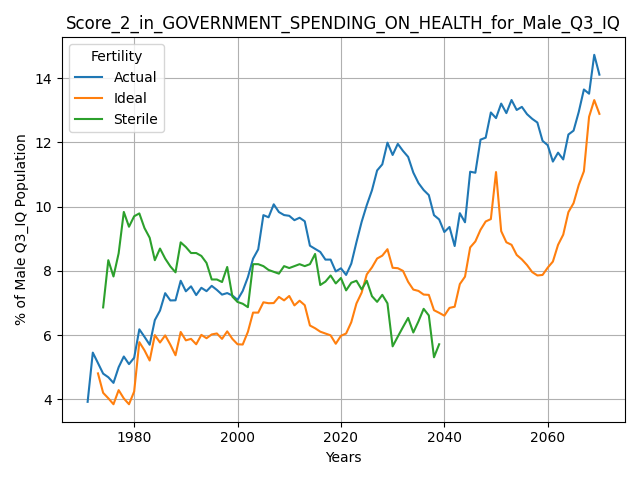 Score_2_in_GOVERNMENT_SPENDING_ON_HEALTH_for_Male_Q3_IQ
Fertility
Actual
Ideal
Sterile
% of Male Q3_IQ Population
14
12
10
8
6
4
1980
2000
2020
2040
2060
Years